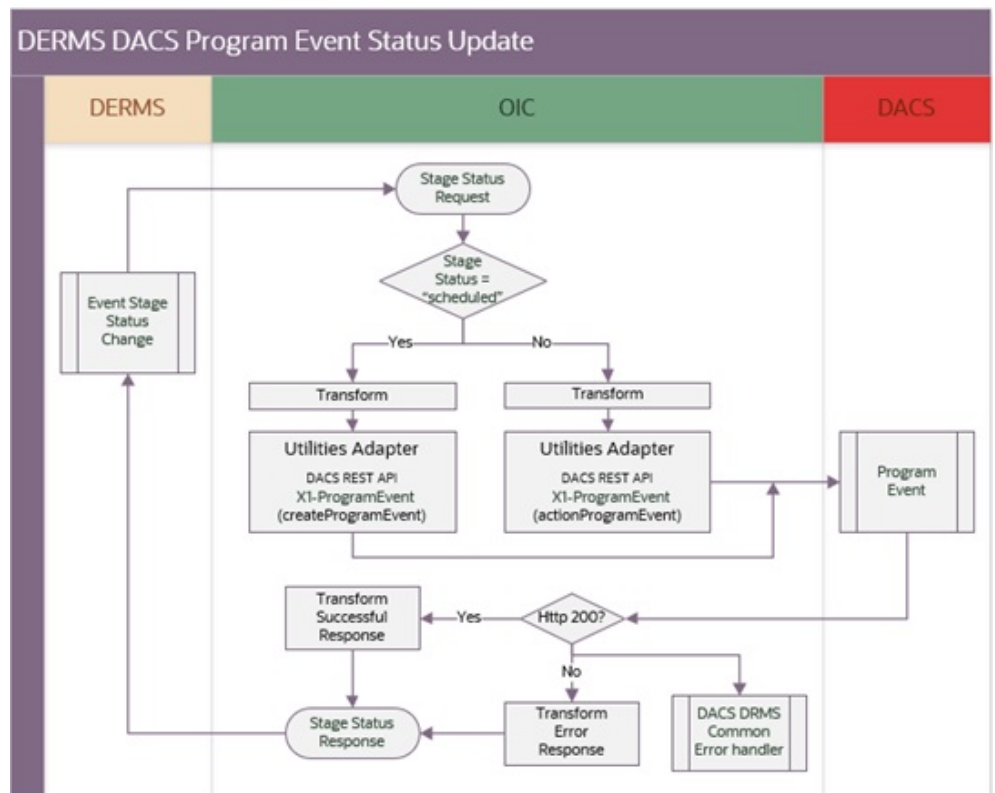 DERMS DACS Program Event Status Update
DERMS
OIC
DACS
Stage Status
Request
Stage
Status =
“scheduled”
Event Stage
Status
Change
Yes
No
Transform
Transform
Utilities Adapter
DACS REST API
X1-ProgramEvent
(createProgramEvent)
Utilities Adapter
DACS REST API
X1-ProgramEvent
(actionProgramEvent)
Program
Event
Transform
Successful
Response
Yes
Http 200?
No
Stage Status
Response
Transform
Error
Response
DACS DRMS
Common
Error handler